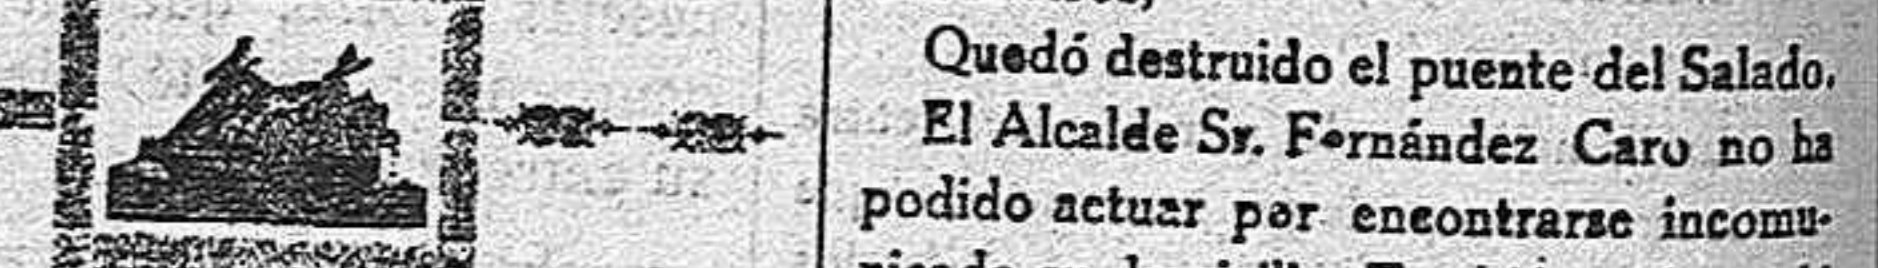 Quedó destruido el puente del Salado.
El Alcalde Sr. Fernández Caro no ha
podido actuar por encontrarse incomu-